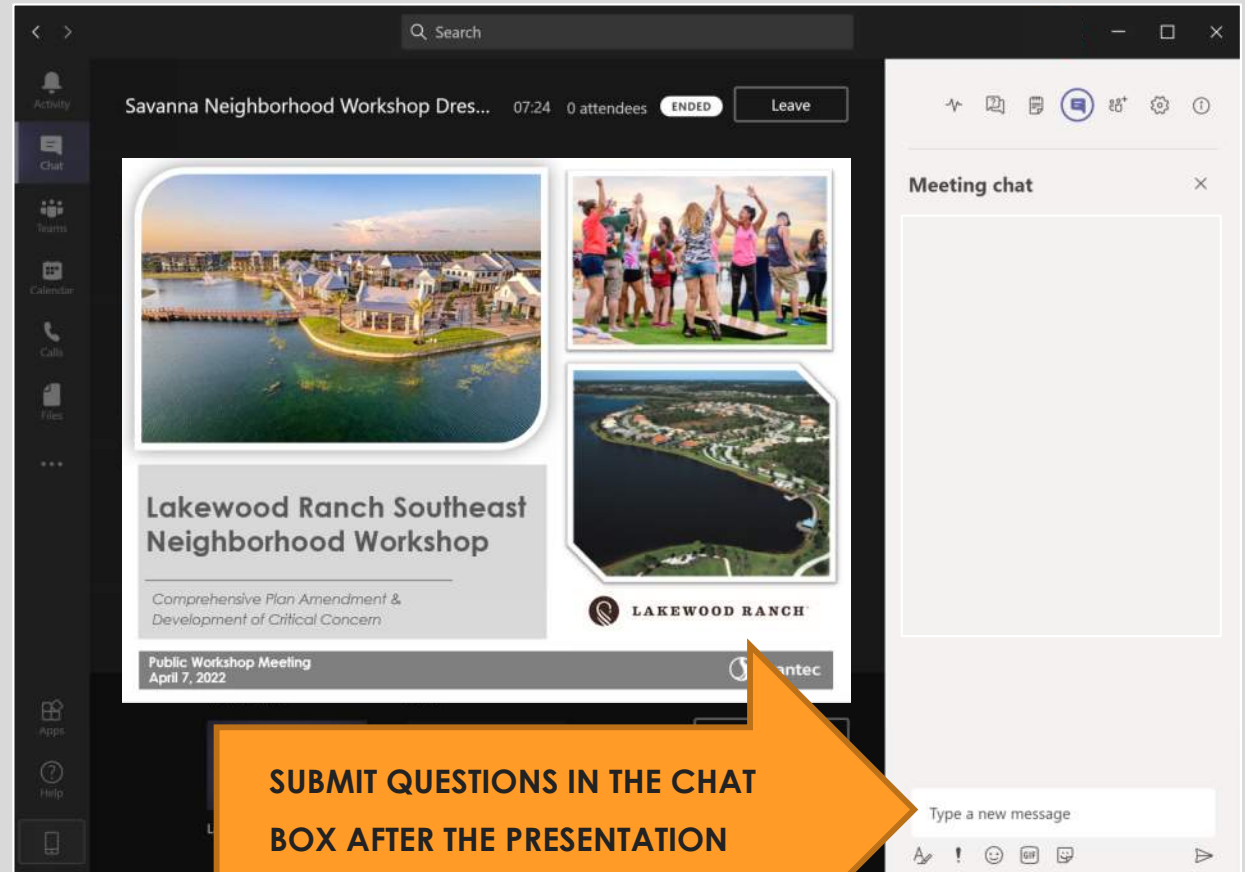 Search
Activity
Chat
Teams
Calendar
Calls
Files
Apps
Help
Savanna Neighborhood Workshop Dres... 07:24 0 attendees ENDED Leave
Lakewood Ranch Southeast
Neighborhood Workshop
Comprehensive Plan Amendment &
Development of Critical Concern
LAKEWOOD RANCH
Public Workshop Meeting
April 7, 2022
SUBMIT QUESTIONS IN THE CHAT
BOX AFTER THE PRESENTATION
Meeting chat
Type a new message
GIF